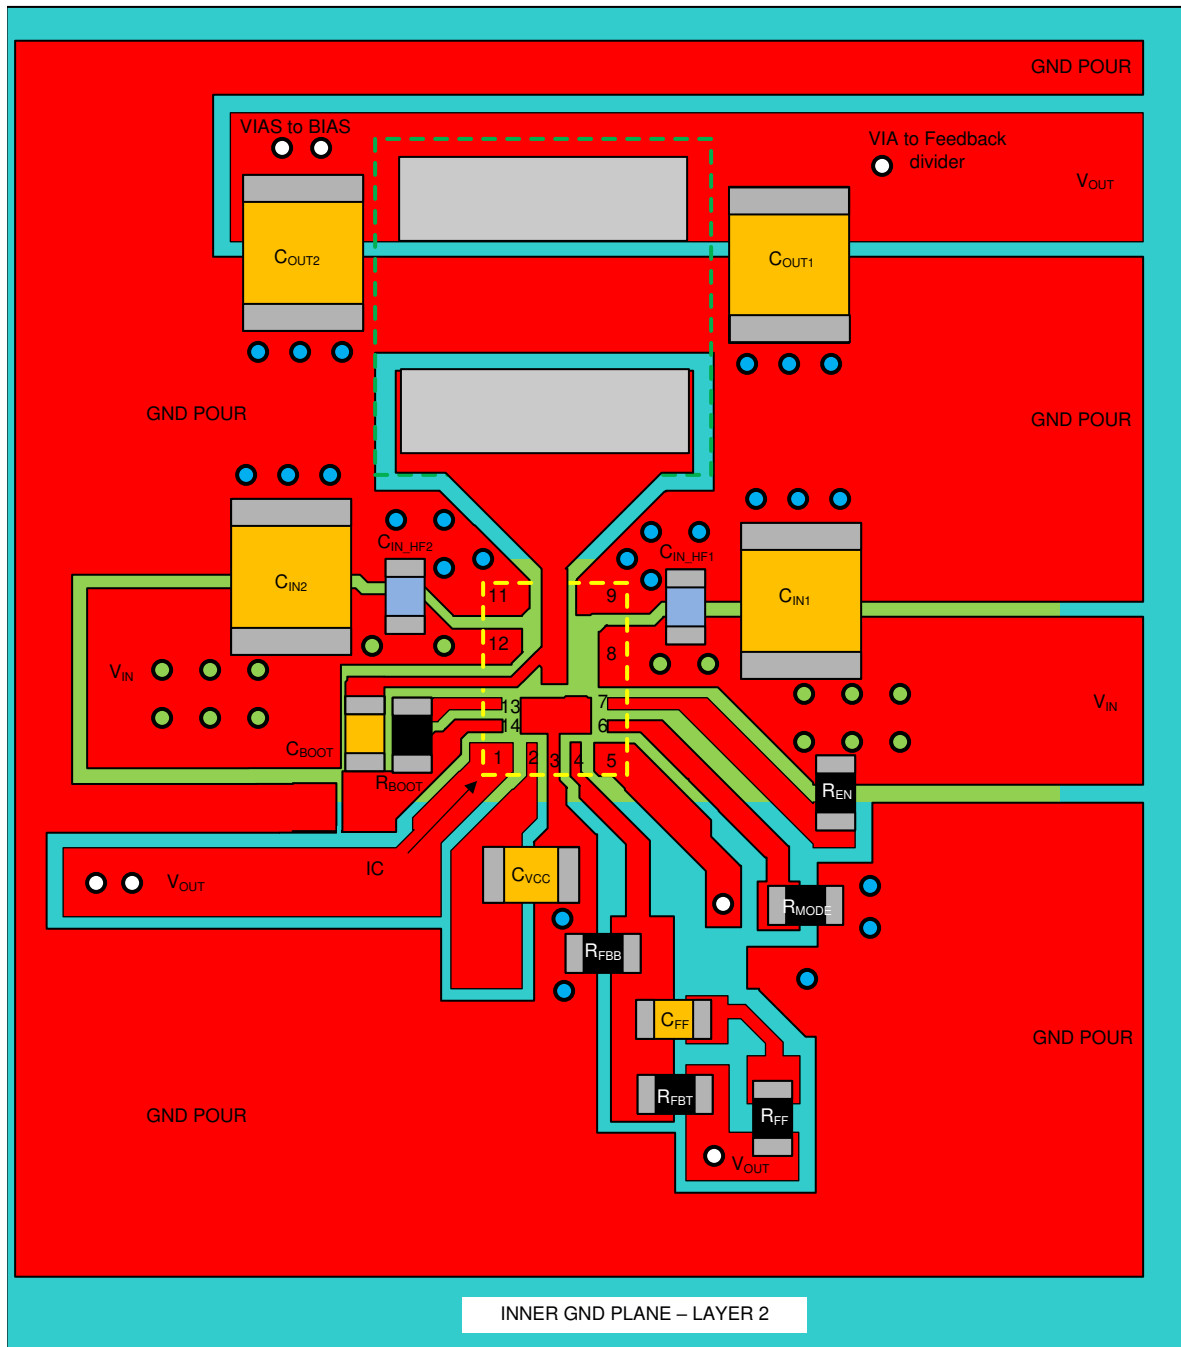 GND POUR
VIAS to BIAS
VIA to Feedback
divider
VOUT
COUT2
COUT1
GND POUR
GND POUR
CIN_HF2
CIN_HF1
CIN2
CIN1
11
9
12
8
VIN
VIN
13
7
14
6
CBOOT
1
2
3
4
5
RBOOT
REN
IC
VOUT
CVCC
RMODE
RFBB
CFF
GND POUR
RFBT
RFF
GND POUR
VOUT
INNER GND PLANE – LAYER 2